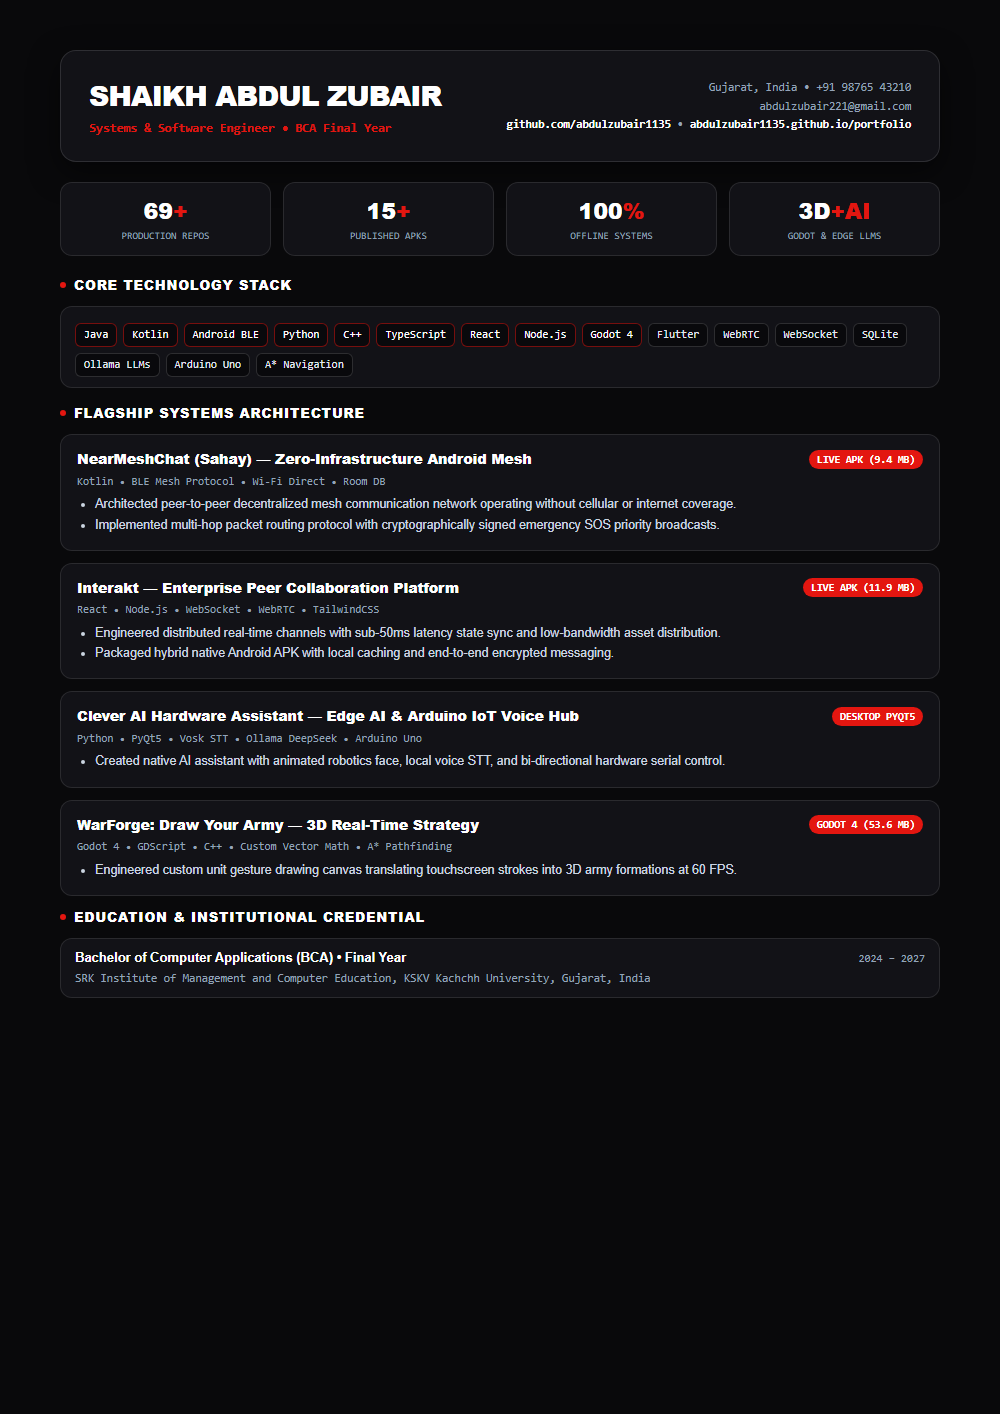 SHAIKH ABDUL ZUBAIR
Systems & Software Engineer • BCA Final Year
Gujarat, India • +91 98765 43210
abdulzubair221@gmail.com
github.com/abdulzubair1135 • abdulzubair1135.github.io/portfolio
69+
PRODUCTION REPOS
15+
PUBLISHED APKS
100%
OFFLINE SYSTEMS
3D+AI
GODOT & EDGE LLMS
CORE TECHNOLOGY STACK
Java Kotlin Android BLE Python C++ TypeScript React Node.js Godot 4 Flutter WebRTC WebSocket SQLite
Ollama LLMs Arduino Uno A* Navigation
FLAGSHIP SYSTEMS ARCHITECTURE
NearMeshChat (Sahay) — Zero-Infrastructure Android Mesh
LIVE APK (9.4 MB)
Kotlin • BLE Mesh Protocol • Wi-Fi Direct • Room DB
• Architected peer-to-peer decentralized mesh communication network operating without cellular or internet coverage.
• Implemented multi-hop packet routing protocol with cryptographically signed emergency SOS priority broadcasts.
Interakt — Enterprise Peer Collaboration Platform
LIVE APK (11.9 MB)
React • Node.js • WebSocket • WebRTC • TailwindCSS
• Engineered distributed real-time channels with sub-50ms latency state sync and low-bandwidth asset distribution.
• Packaged hybrid native Android APK with local caching and end-to-end encrypted messaging.
Clever AI Hardware Assistant — Edge AI & Arduino IoT Voice Hub
DESKTOP PYQT5
Python • PyQt5 • Vosk STT • Ollama DeepSeek • Arduino Uno
• Created native AI assistant with animated robotics face, local voice STT, and bi-directional hardware serial control.
WarForge: Draw Your Army — 3D Real-Time Strategy
GODOT 4 (53.6 MB)
Godot 4 • GDScript • C++ • Custom Vector Math • A* Pathfinding
• Engineered custom unit gesture drawing canvas translating touchscreen strokes into 3D army formations at 60 FPS.
EDUCATION & INSTITUTIONAL CREDENTIAL
Bachelor of Computer Applications (BCA) • Final Year
2024 – 2027
SRK Institute of Management and Computer Education, KSKV Kachchh University, Gujarat, India